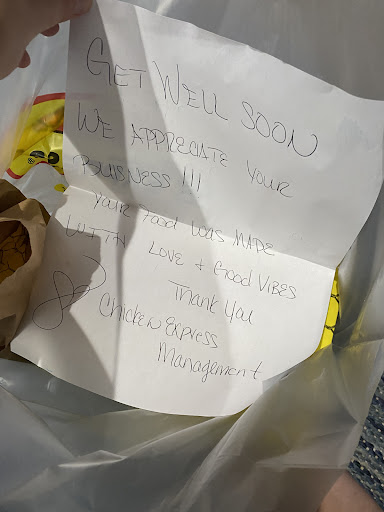 GET WELL SOON
WE APPRECIATE YOUR
BUISNESS!!!
YOUR FOOD WAS MADE
WITH LOVE + GOOD VIBES
THANK YOU
Chicken Express
Management